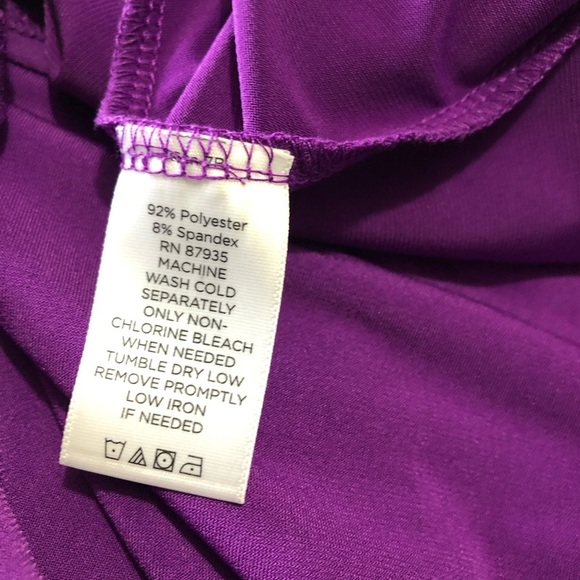 92% Polyester
8% Spandex
RN 87935
MACHINE
WASH COLD
SEPARATELY
ONLY NON-
CHLORINE BLEACH
WHEN NEEDED
TUMBLE DRY LOW
REMOVE PROMPTLY
LOW IRON
IF NEEDED